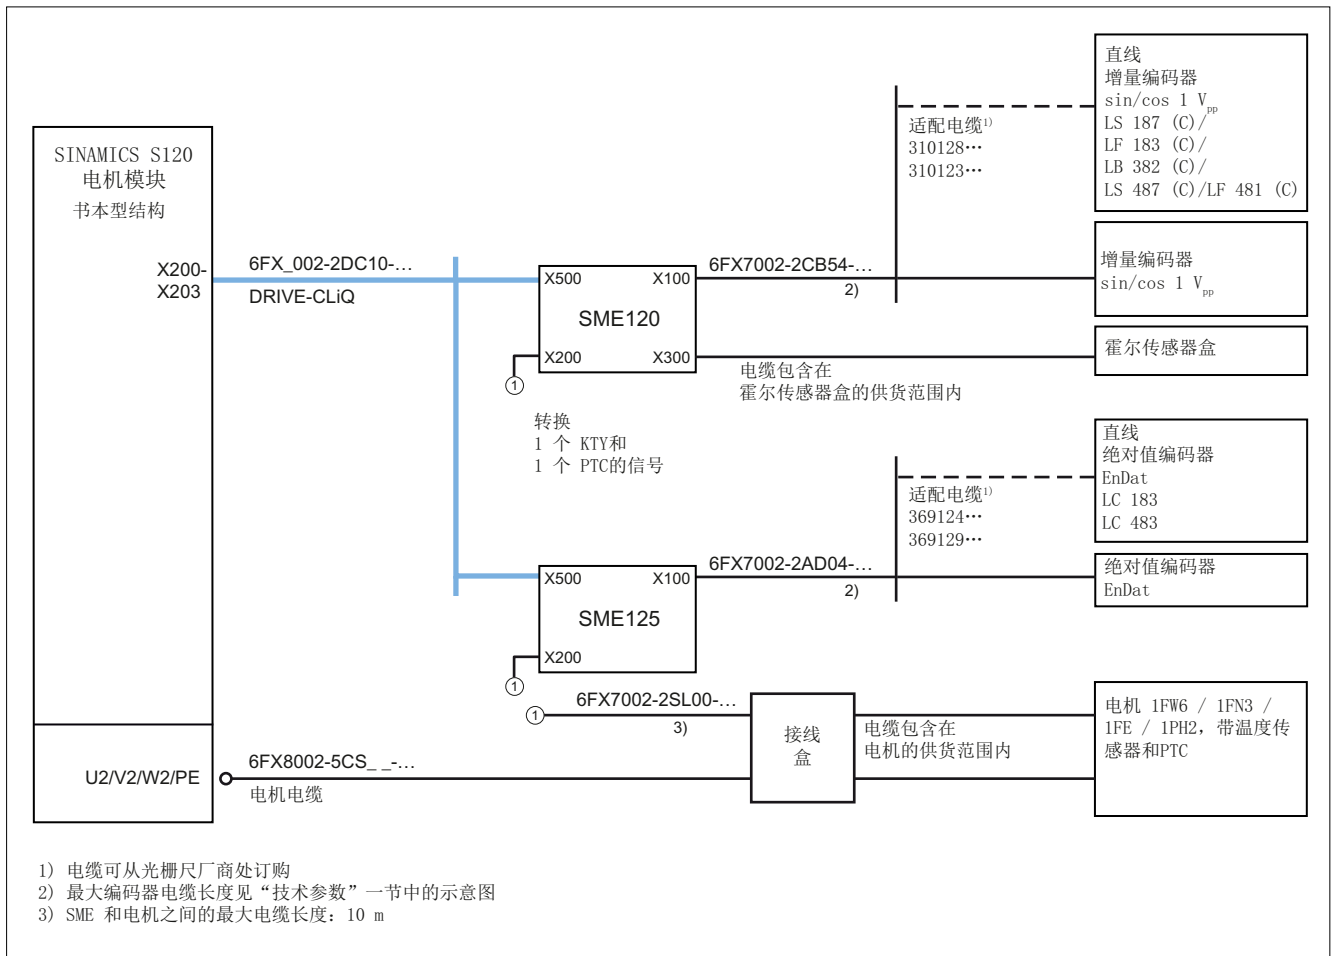 SINAMICS S120
电机模块
书本型结构
X200-
X203
U2/V2/W2/PE
6FX_002-2DC10-...
DRIVE-CLiQ
X500
X100
SME120
X200
X300
1
转换
1 个 KTY和
1 个 PTC的信号
6FX7002-2CB54-...
2)
适配电缆1)
310128…
310123…
直线
增量编码器
sin/cos 1 Vpp
LS 187 (C)/
LF 183 (C)/
LB 382 (C)/
LS 487 (C)/LF 481 (C)
增量编码器
sin/cos 1 Vpp
霍尔传感器盒
电缆包含在
霍尔传感器盒的供货范围内
X500
X100
SME125
X200
1
6FX7002-2AD04-...
2)
适配电缆1)
369124…
369129…
直线
绝对值编码器
EnDat
LC 183
LC 483
绝对值编码器
EnDat
1
6FX7002-2SL00-...
3)
接线
盒
电缆包含在
电机的供货范围内
电机 1FW6 / 1FN3 /
1FE / 1PH2, 带温度传
感器和PTC
6FX8002-5CS_ _-...
电机电缆
1) 电缆可从光栅尺厂商处订购
2) 最大编码器电缆长度见“技术参数”一节中的示意图
3) SME 和电机之间的最大电缆长度: 10 m